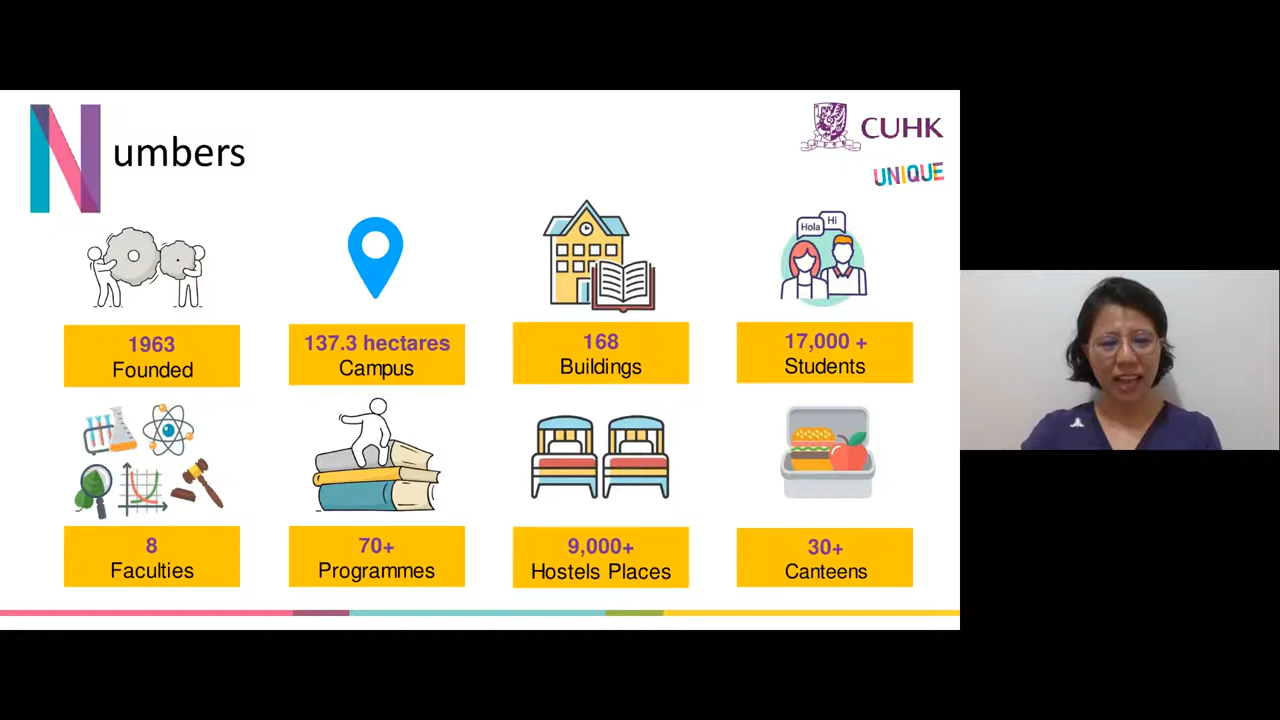 Numbers
CUHK
UNIQUE
Hola
Hi
1963
Founded
137.3 hectares
Campus
168
Buildings
17,000 +
Students
8
Faculties
70+
Programmes
9,000+
Hostels Places
30+
Canteens